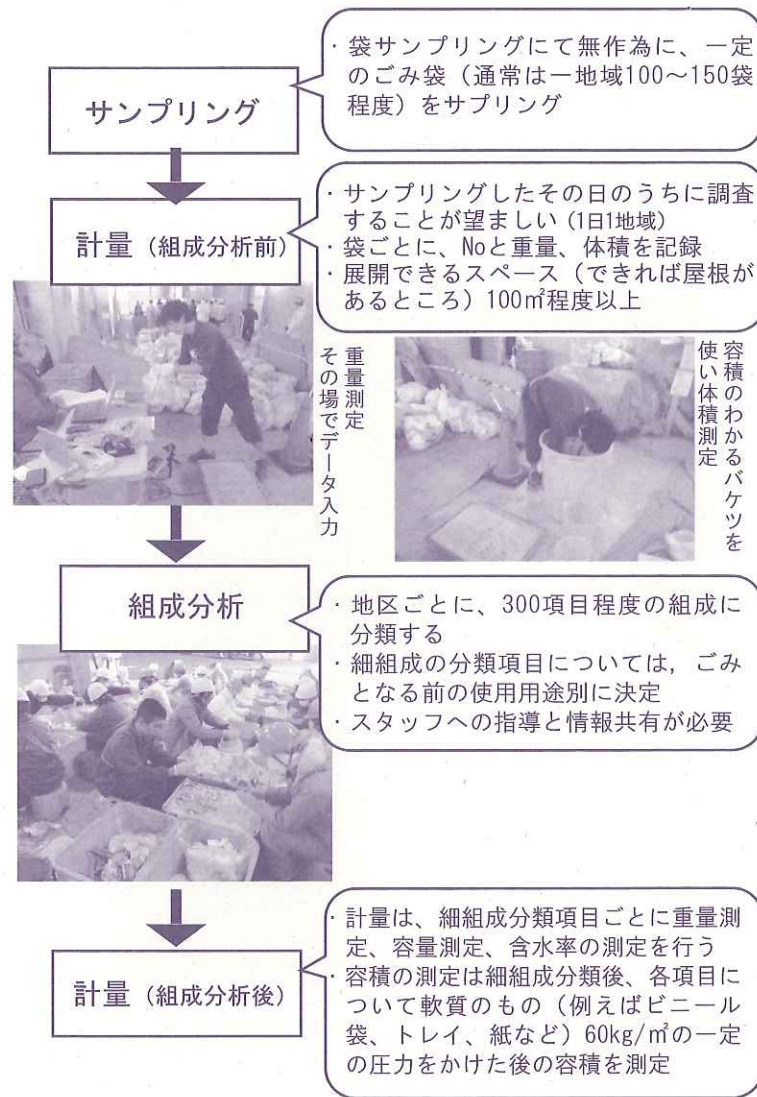 サンプリング
・袋サンプリングにて無作為に、一定
のごみ袋（通常は一地域100～150袋
程度）をサプリング
計量（組成分析前）
・サンプリングしたその日のうちに調査
することが望ましい（1日1地域）
・袋ごとに、Noと重量、体積を記録
・展開できるスペース（できれば屋根が
あるところ）100㎡程度以上
重量測定
その場でデータ入力
容積のわかるバケツを
使い体積測定
組成分析
・地区ごとに、300項目程度の組成に
分類する
・細組成の分類項目については，ごみ
となる前の使用用途別に決定
・スタッフへの指導と情報共有が必要
計量（組成分析後）
・計量は、細組成分類項目ごとに重量測
定、容量測定、含水率の測定を行う
・容積の測定は細組成分類後、各項目に
ついて軟質のもの（例えばビニール
袋、トレイ、紙など）60kg/㎡の一定
の圧力をかけた後の容積を測定